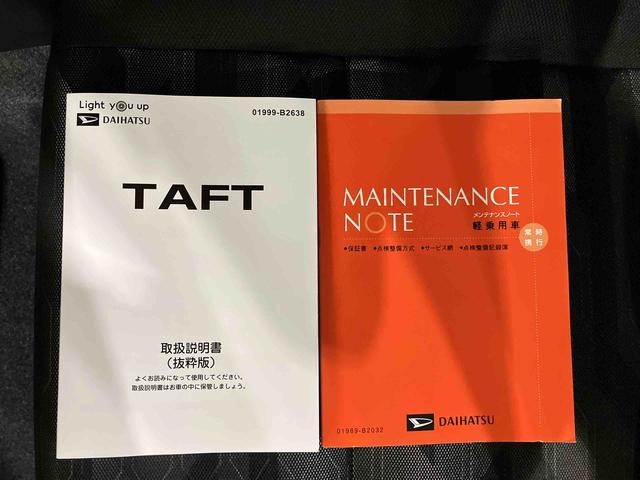 Light you up
DAIHATSU
01999-B2638
TAFT
取扱説明書
(抜粋版)
よくお読みになって使用してください。
取扱説明書はお車の中に保管しましょう。
MAINTENANCE
NOTE
メンテナンスノート
軽乗用車
常時
携行
•保証書 •点検整備方式 •サービス網 •点検整備記録簿
01989-B2032
DAIHATSU